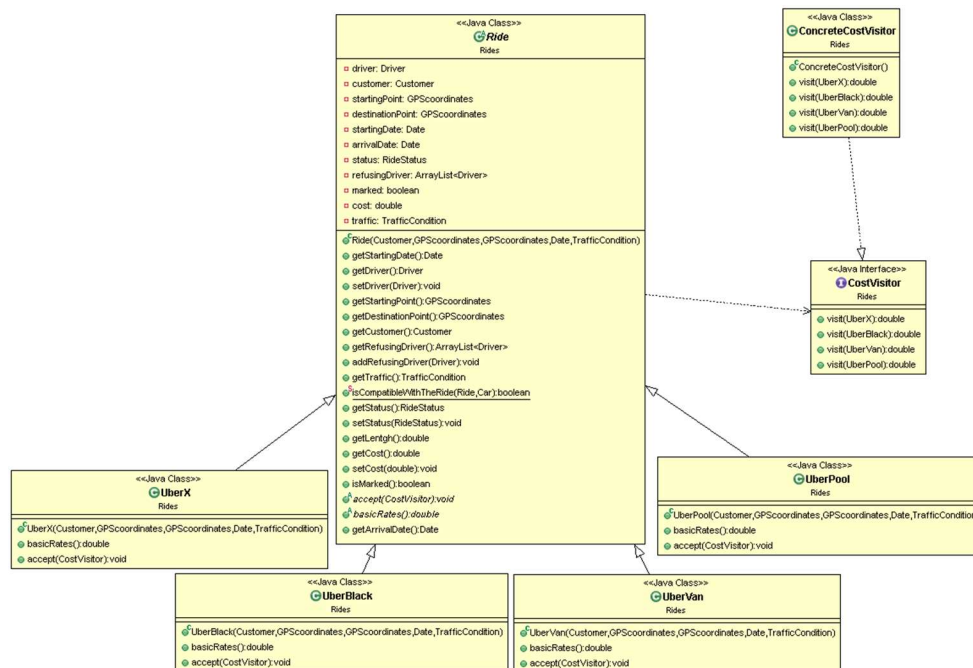 <<Java Class>>
Ride
Rides
driver: Driver
customer: Customer
startingPoint: GPScoordinates
destinationPoint: GPScoordinates
startingDate: Date
arrivalDate: Date
status: RideStatus
refusingDriver: ArrayList<Driver>
marked: boolean
cost: double
traffic: TrafficCondition
Ride(Customer,GPScoordinates,GPScoordinates,Date,TrafficCondition)
getStartingDate():Date
getDriver():Driver
setDriver(Driver):void
getStartingPoint():GPScoordinates
getDestinationPoint():GPScoordinates
getCustomer():Customer
getRefusingDriver():ArrayList<Driver>
addRefusingDriver(Driver):void
getTraffic():TrafficCondition
isCompatibleWithTheRide(Ride,Car):boolean
getStatus():RideStatus
setStatus(RideStatus):void
getLentgh():double
getCost():double
setCost(double):void
isMarked():boolean
accept(CostVisitor):void
basicRates():double
getArrivalDate():Date
<<Java Class>>
ConcreteCostVisitor
Rides
ConcreteCostVisitor()
visit(UberX):double
visit(UberBlack):double
visit(UberVan):double
visit(UberPool):double
<<Java Interface>>
CostVisitor
Rides
visit(UberX):double
visit(UberBlack):double
visit(UberVan):double
visit(UberPool):double
<<Java Class>>
UberX
Rides
UberX(Customer,GPScoordinates,GPScoordinates,Date,TrafficCondition)
basicRates():double
accept(CostVisitor):void
<<Java Class>>
UberPool
Rides
UberPool(Customer,GPScoordinates,GPScoordinates,Date,TrafficCondition
basicRates():double
accept(CostVisitor):void
<<Java Class>>
UberBlack
Rides
UberBlack(Customer,GPScoordinates,GPScoordinates,Date,TrafficCondition)
basicRates():double
accept(CostVisitor):void
<<Java Class>>
UberVan
Rides
UberVan(Customer,GPScoordinates,GPScoordinates,Date,TrafficCondition)
basicRates():double
accept(CostVisitor):void